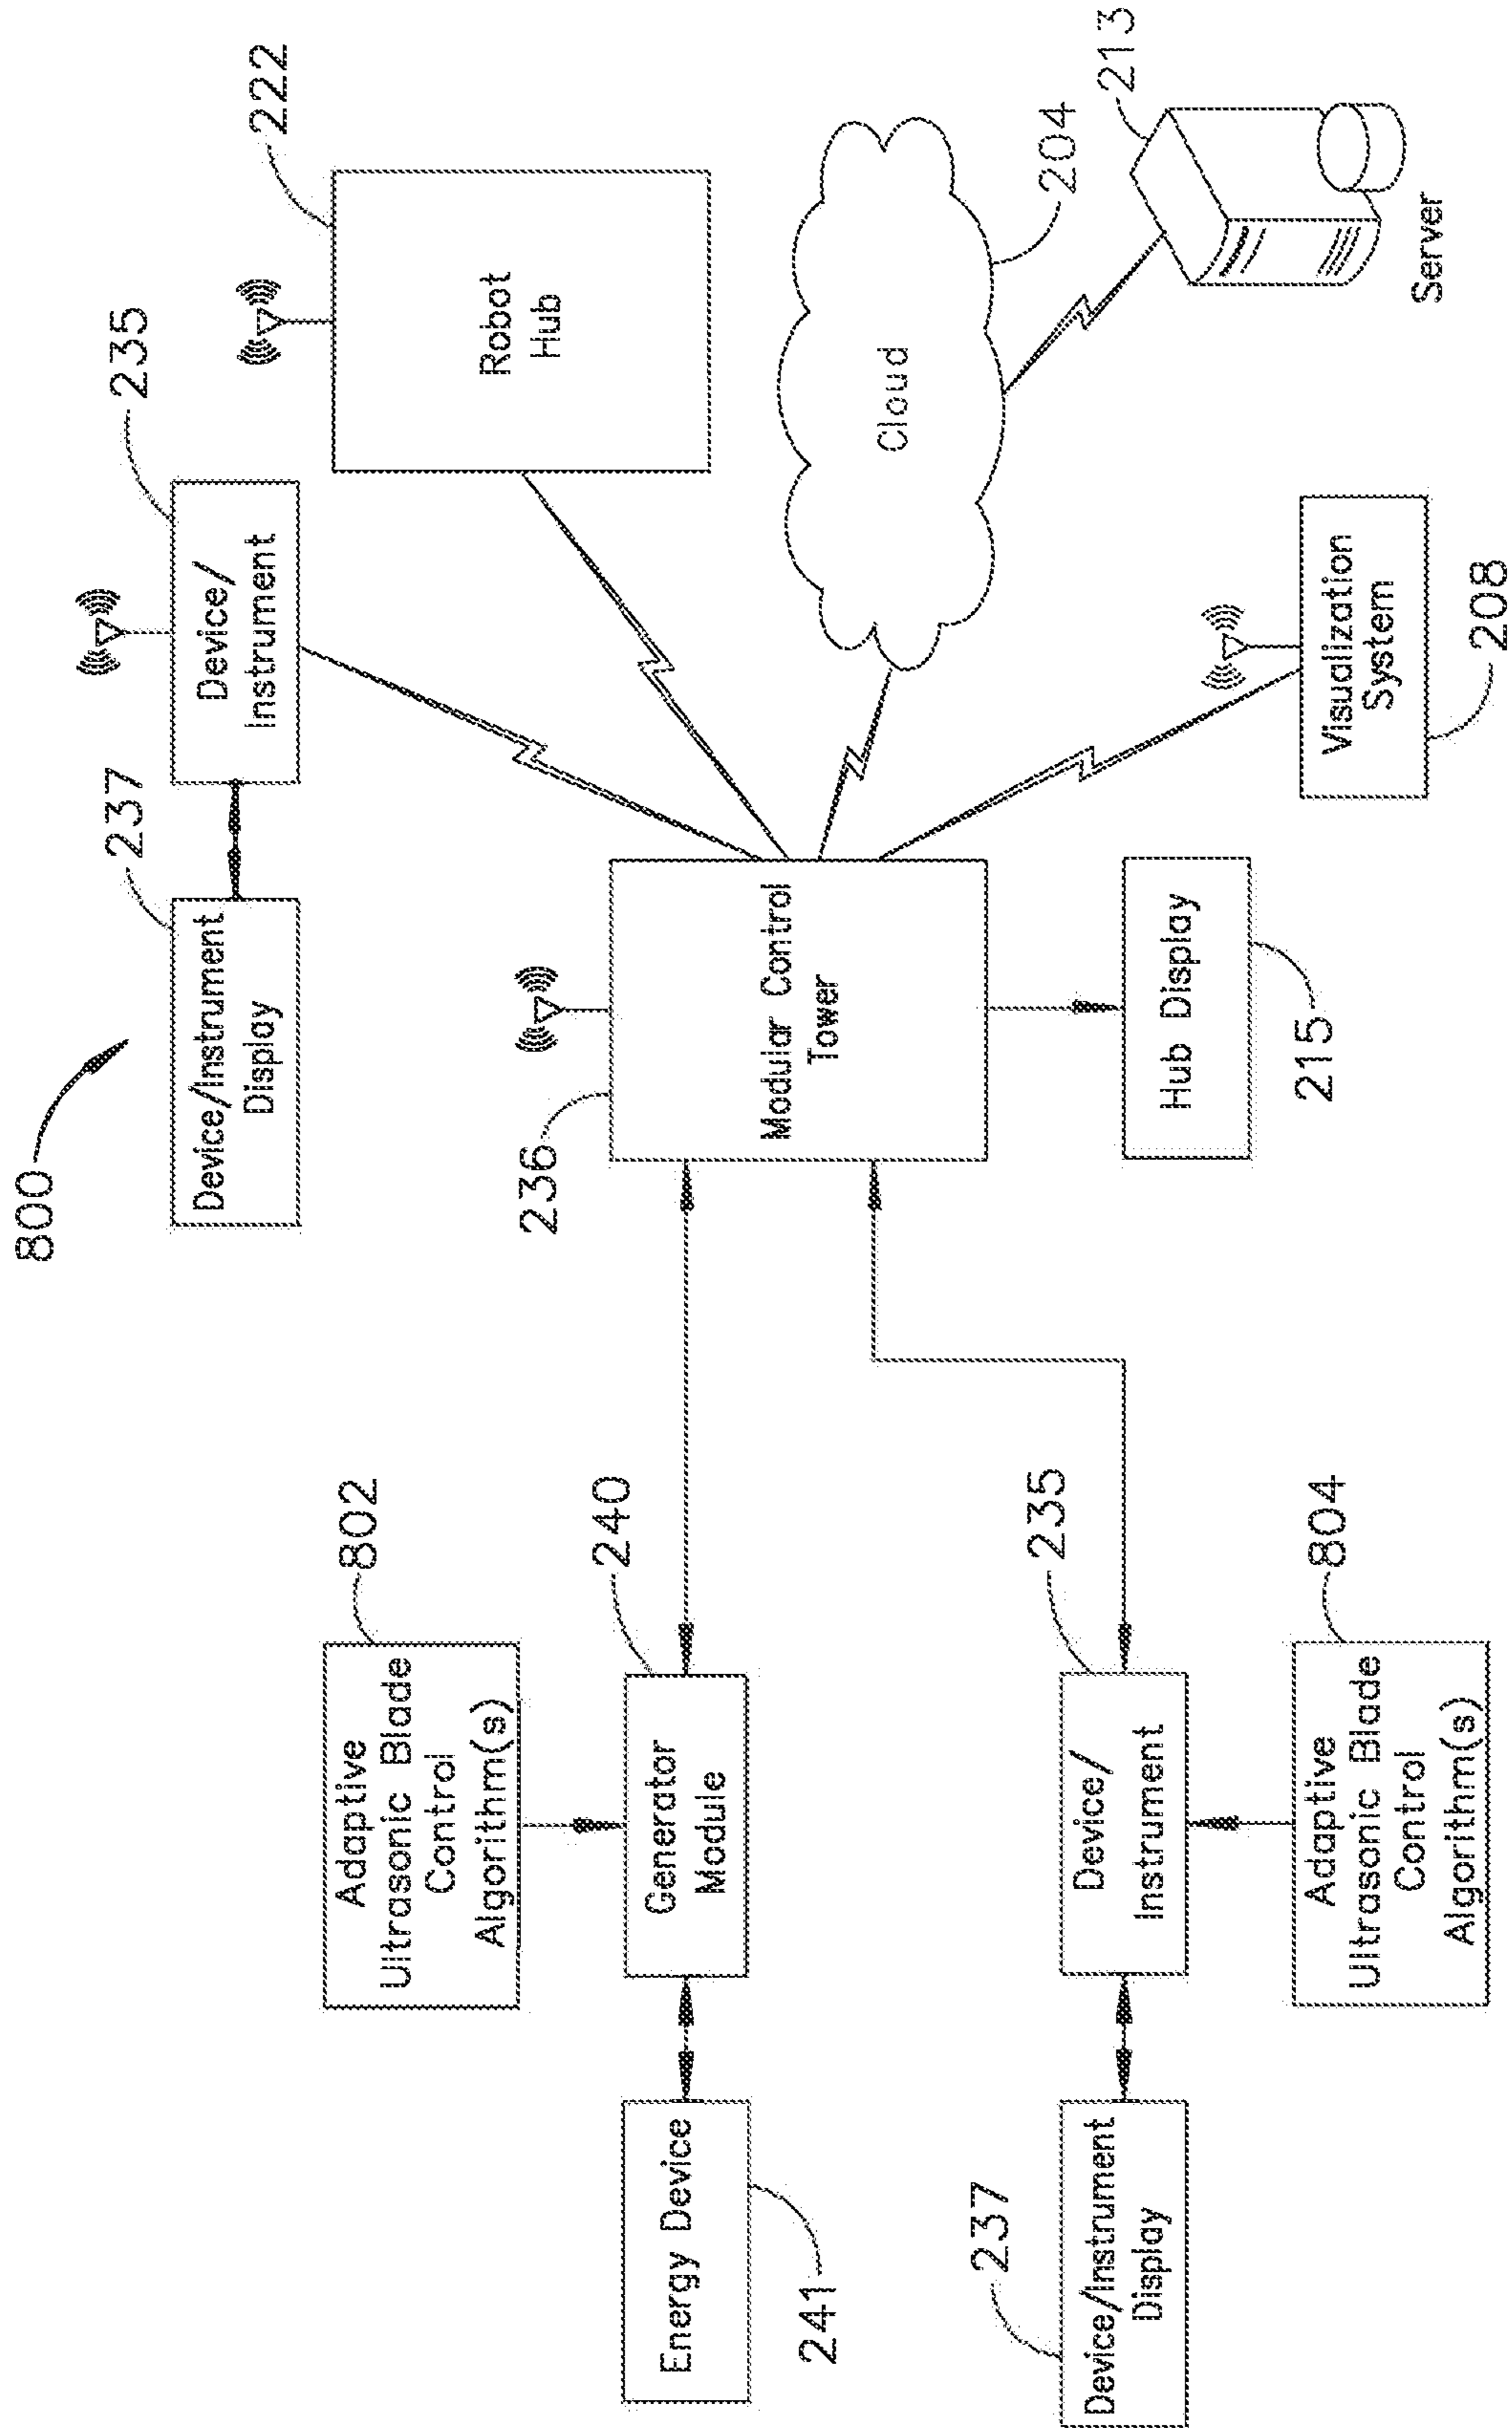 800
237
Device/Instrument
Display
235
Device/
Instrument
222
Robot
Hub
802
Adaptive
Ultrasonic Blade
Control
Algorithm(s)
236
Modular Control
Tower
Cloud
204
240
Generator
Module
Energy Device
241
213
Server
235
Device/
Instrument
237
Device/Instrument
Display
Hub Display
215
Visualization
System
208
804
Adaptive
Ultrasonic Blade
Control
Algorithm(s)